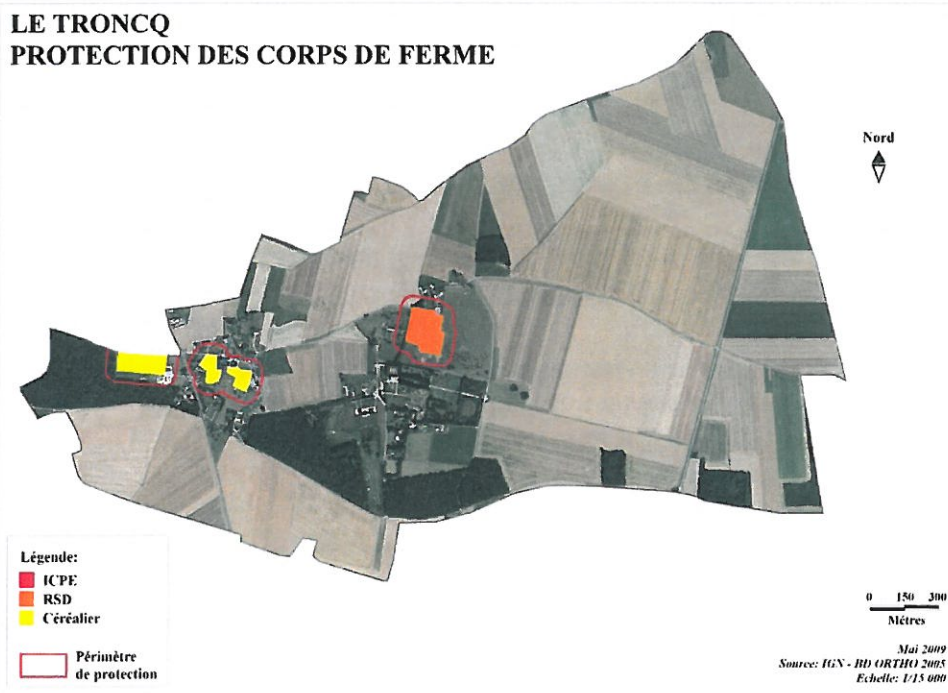 LE TRONCQ
PROTECTION DES CORPS DE FERME
Nord
Légende:
ICPE
RSD
Céréalier
Périmètre
de protection
0 150 300
Mètres
Mai 2009
Source: IGN - BD ORTHO 2005
Echelle: 1/15 000